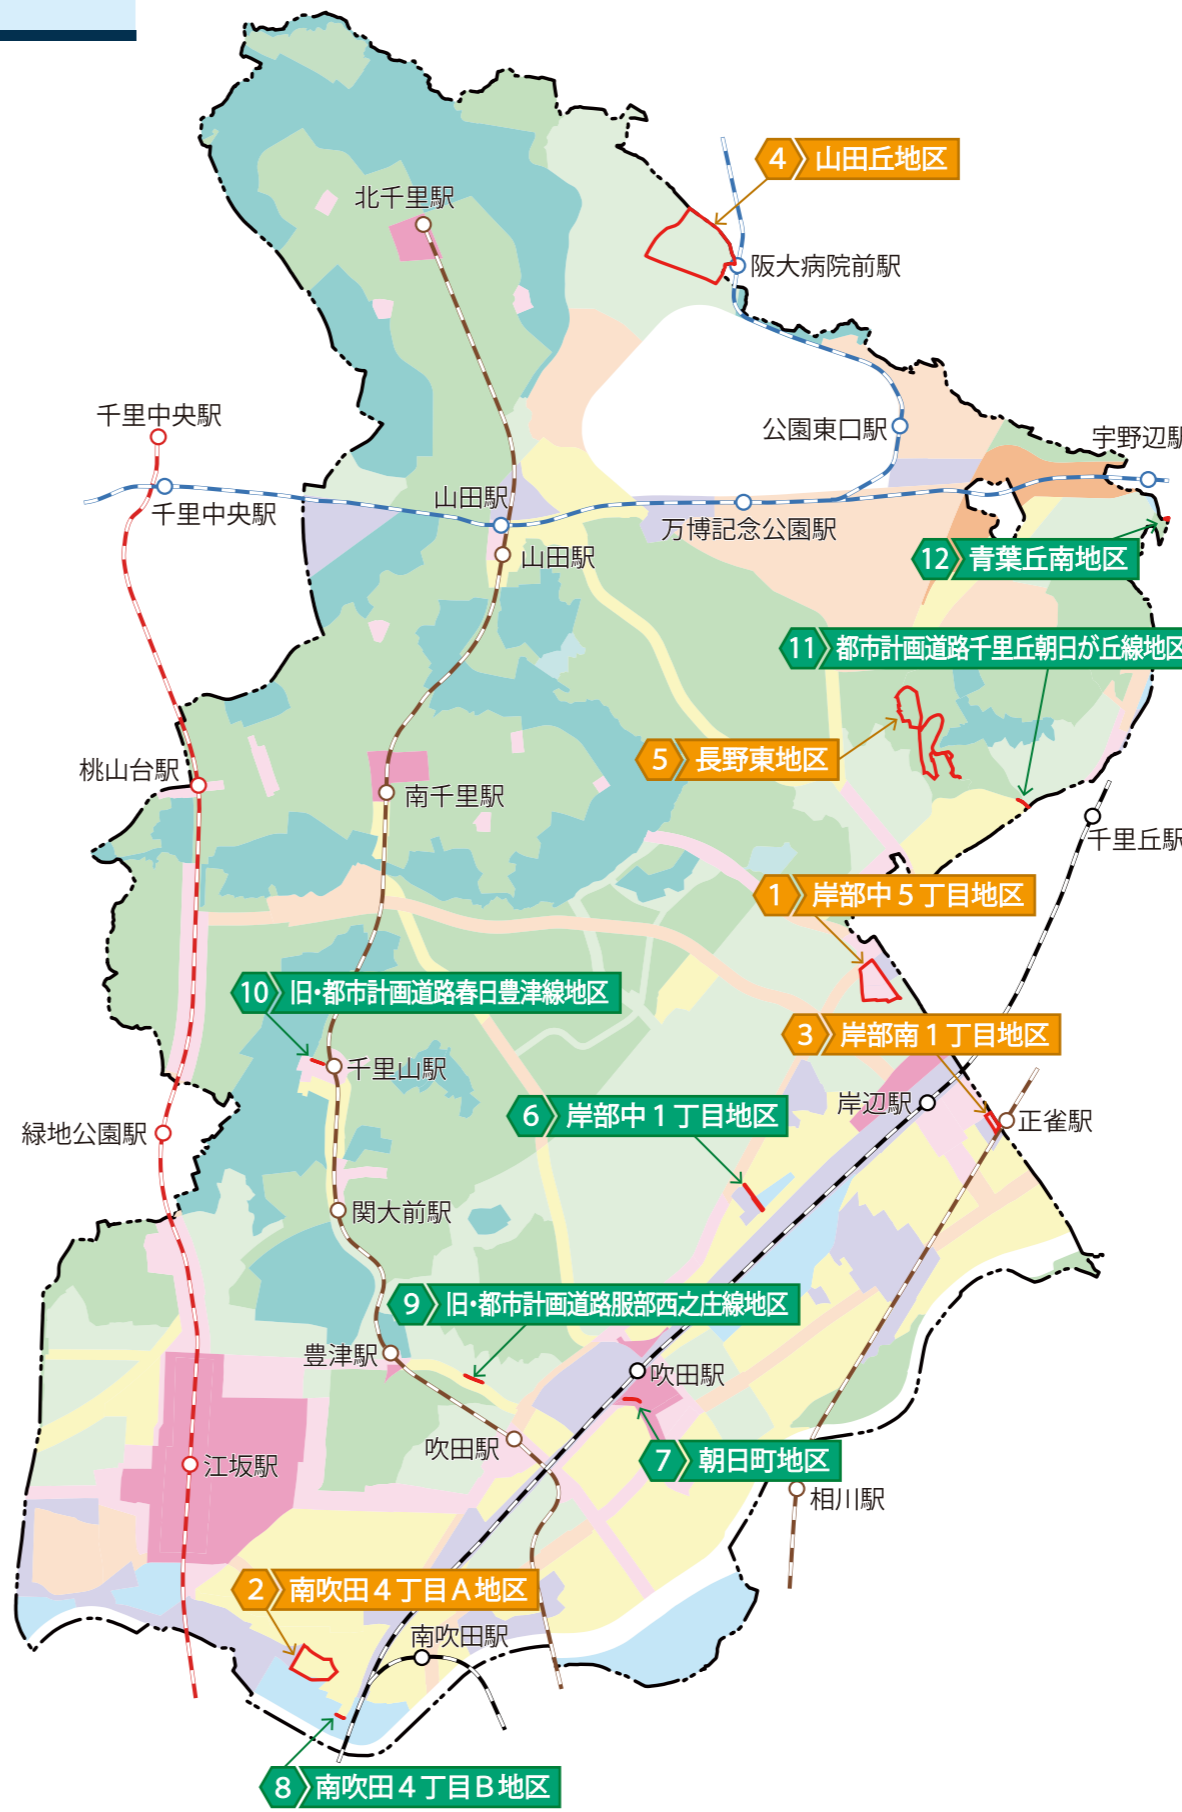 4 山田丘地区
北千里駅
阪大病院前駅
千里中央駅
公園東口駅
宇野辺駅
千里中央駅
山田駅
万博記念公園駅
山田駅
12 青葉丘南地区
11 都市計画道路千里丘朝日が丘線地区
5 長野東地区
桃山台駅
南千里駅
千里丘駅
1 岸部中5丁目地区
10 旧・都市計画道路春日豊津線地区
3 岸部南1丁目地区
千里山駅
岸辺駅
6 岸部中1丁目地区
正雀駅
緑地公園駅
関大前駅
9 旧・都市計画道路服部西之庄線地区
豊津駅
吹田駅
吹田駅
7 朝日町地区
江坂駅
相川駅
2 南吹田4丁目A地区
南吹田駅
8 南吹田4丁目B地区